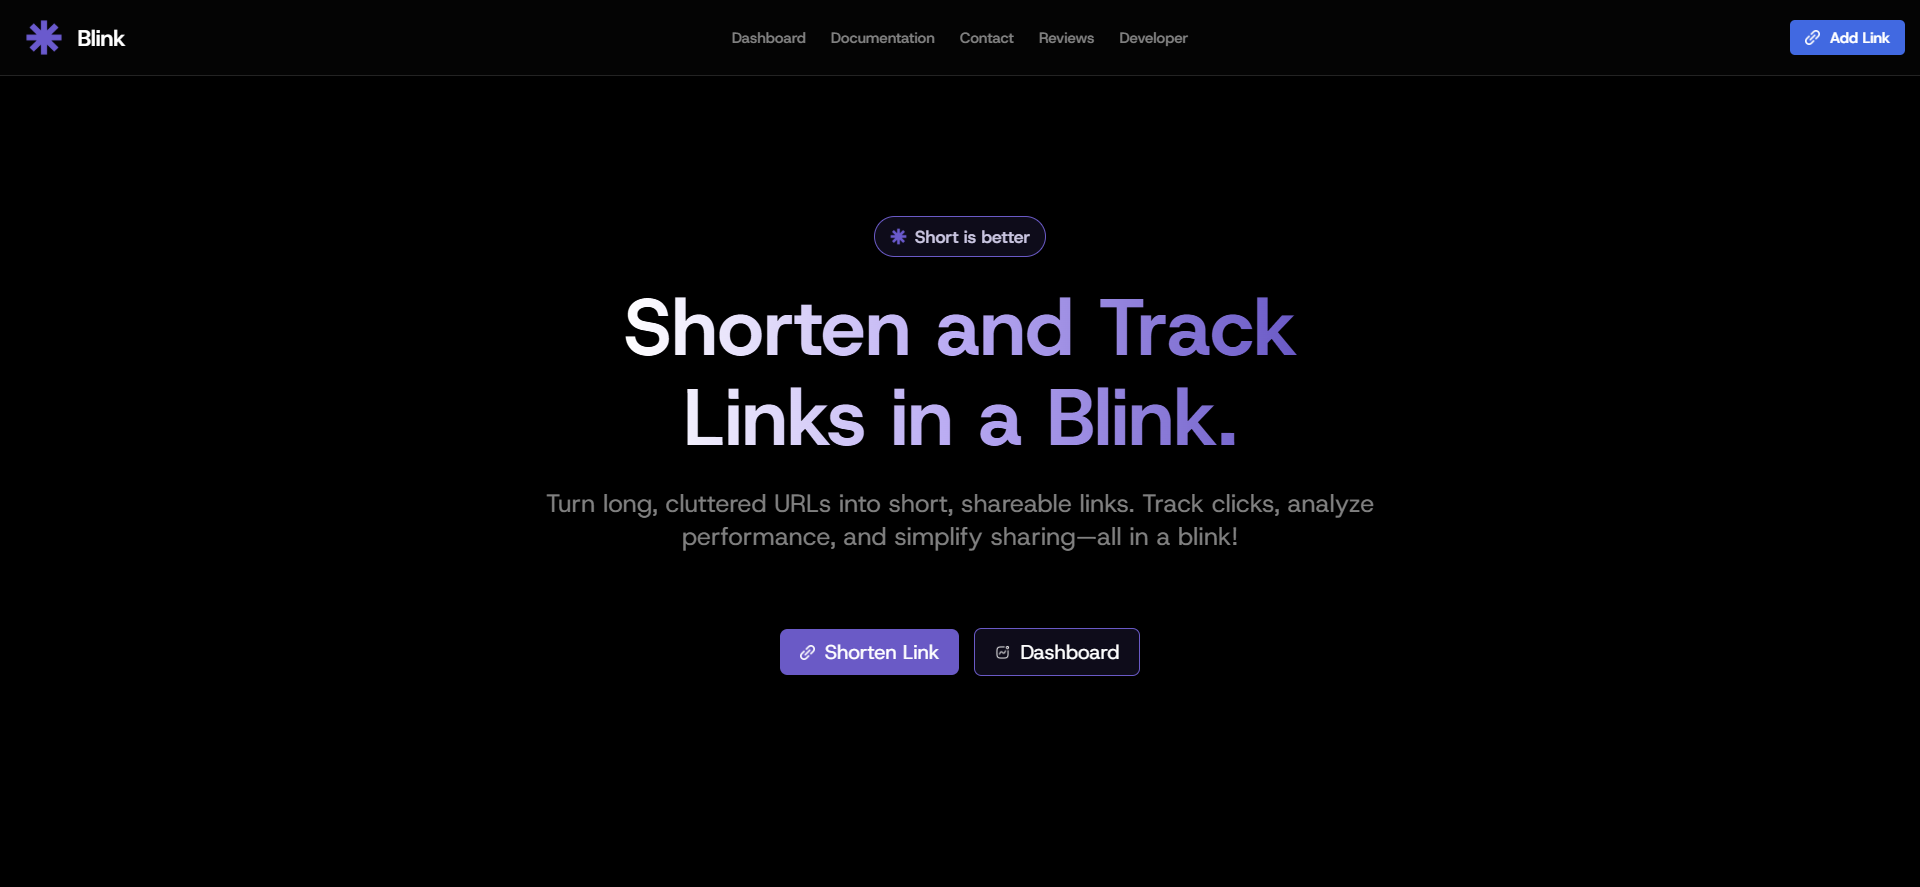 Blink
Dashboard Documentation Contact Reviews Developer
Add Link
Short is better
Shorten and Track
Links in a Blink.
Turn long, cluttered URLs into short, shareable links. Track clicks, analyze
performance, and simplify sharing—all in a blink!
Shorten Link
Dashboard